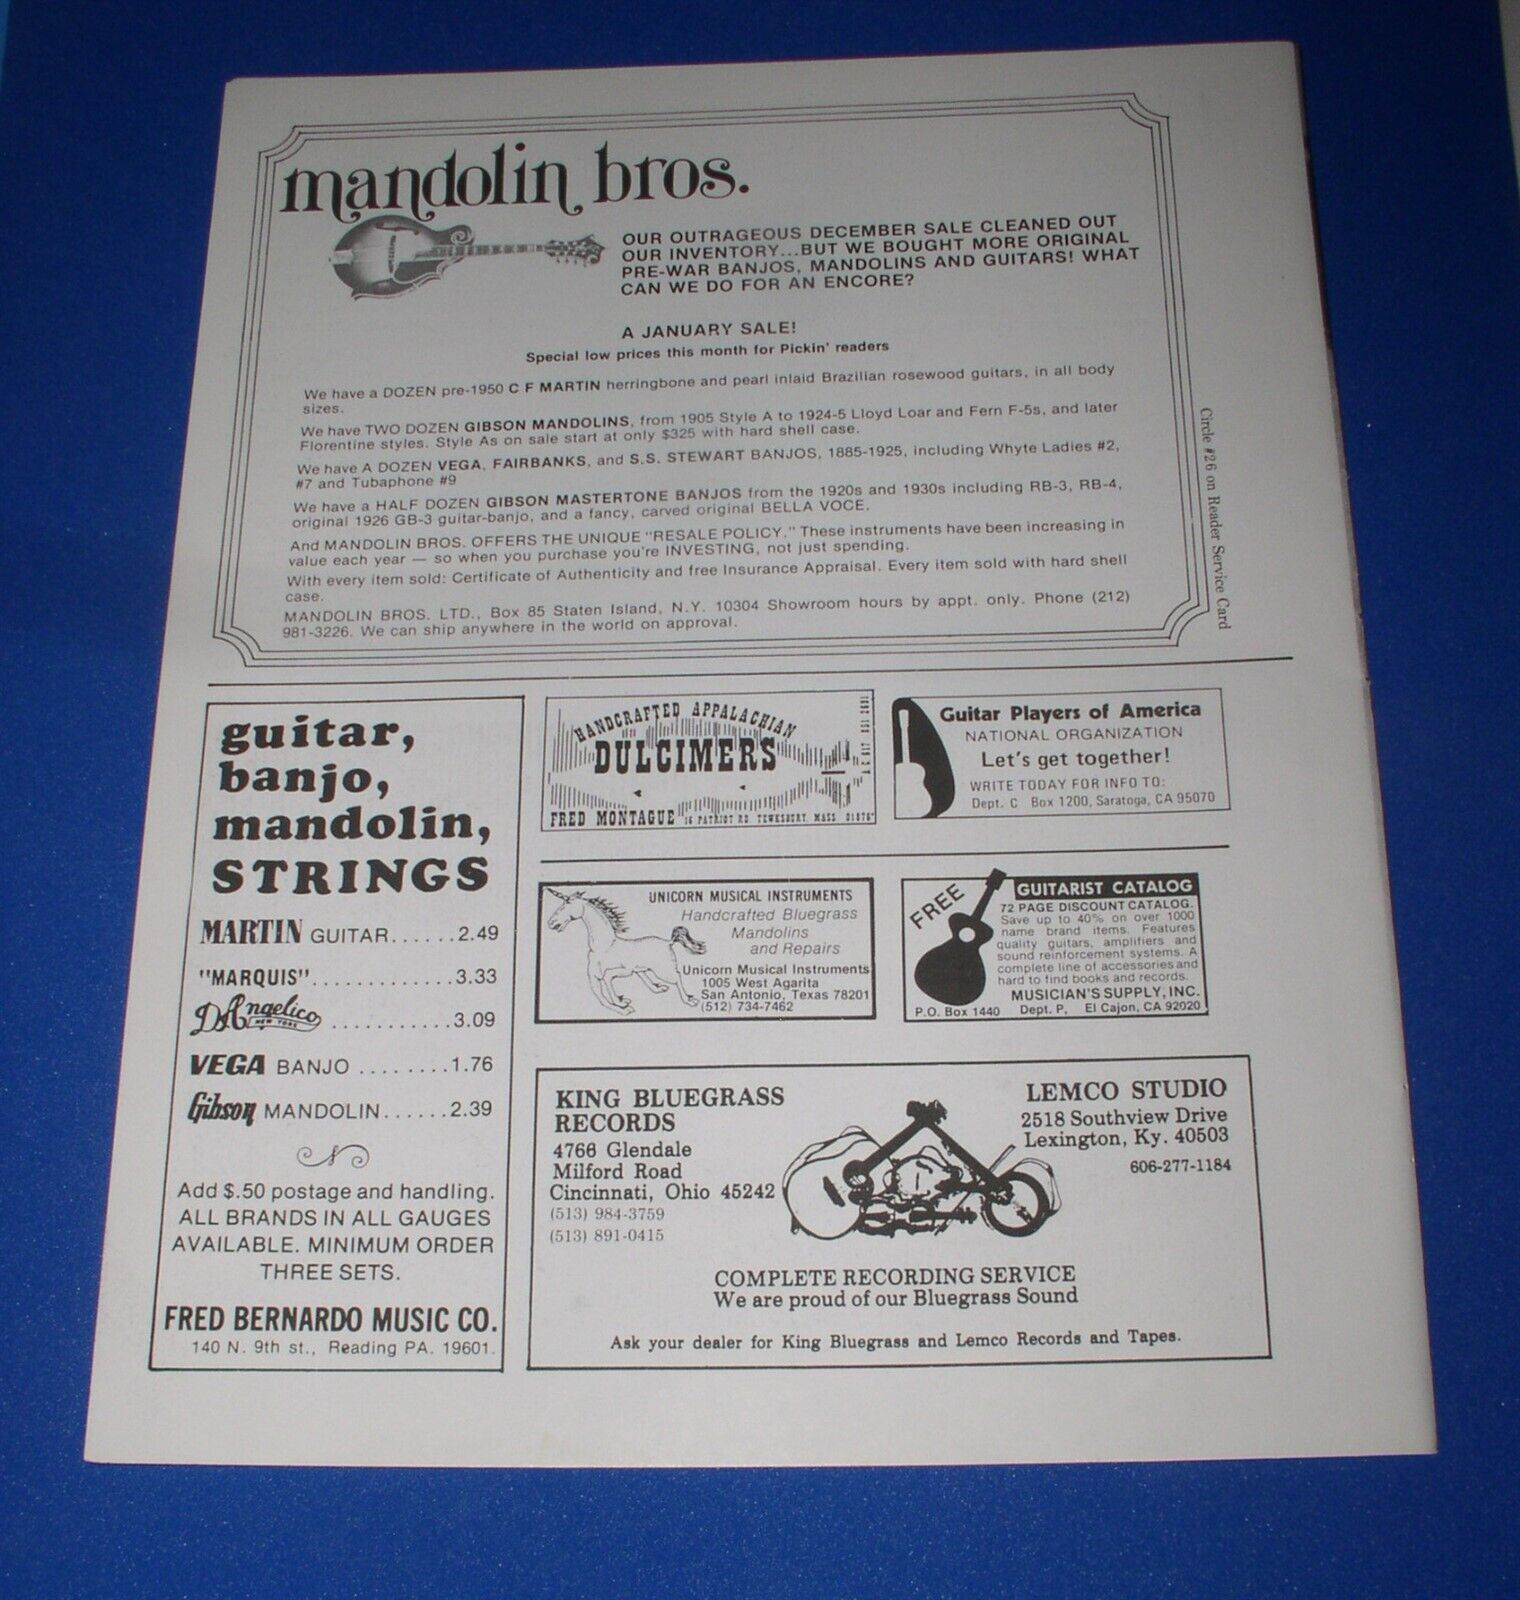 mandolin bros.
OUR OUTRAGEOUS DECEMBER SALE CLEANED OUT
OUR INVENTORY...BUT WE BOUGHT MORE ORIGINAL
PRE-WAR BANJOS, MANDOLINS AND GUITARS! WHAT
CAN WE DO FOR AN ENCORE?
A JANUARY SALE!
Special low prices this month for Pickin' readers
We have a DOZEN pre-1950 C F MARTIN herringbone and pearl inlaid Brazilian rosewood guitars, in all body
sizes.
We have TWO DOZEN GIBSON MANDOLINS, from 1905 Style A to 1924-5 Lloyd Loar and Fern F-5s, and later
Florentine styles. Style As on sale start at only $325 with hard shell case.
We have A DOZEN VEGA, FAIRBANKS, and S.S. STEWART BANJOS, 1885-1925, including Whyte Ladies #2,
#7 and Tubaphone #9
We have a HALF DOZEN GIBSON MASTERTONE BANJOS from the 1920s and 1930s including RB-3, RB-4,
original 1926 GB-3 guitar-banjo, and a fancy, carved original BELLA VOCE.
And MANDOLIN BROS. OFFERS THE UNIQUE "RESALE POLICY." These instruments have been increasing in
value each year — so when you purchase you're INVESTING, not just spending.
With every item sold: Certificate of Authenticity and free Insurance Appraisal. Every item sold with hard shell
case.
MANDOLIN BROS. LTD., Box 85 Staten Island, N.Y. 10304 Showroom hours by appt. only. Phone (212)
981-3226. We can ship anywhere in the world on approval.
Circle #26 on Reader Service Card
guitar,
banjo,
mandolin,
STRINGS
MARTIN GUITAR......2.49
"MARQUIS".............3.33
D'Angelico
NEW YORK
...........3.09
VEGA BANJO ........1.76
Gibson MANDOLIN......2.39
Add $.50 postage and handling.
ALL BRANDS IN ALL GAUGES
AVAILABLE. MINIMUM ORDER
THREE SETS.
FRED BERNARDO MUSIC CO.
140 N. 9th st., Reading PA. 19601.
HANDCRAFTED APPALACHIAN
DULCIMERS
FRED MONTAGUE 16 PATRIOT RD. TEWKSBURY, MASS. 01876
Guitar Players of America
NATIONAL ORGANIZATION
Let's get together!
WRITE TODAY FOR INFO TO:
Dept. C Box 1200, Saratoga, CA 95070
UNICORN MUSICAL INSTRUMENTS
Handcrafted Bluegrass
Mandolins
and Repairs
Unicorn Musical Instruments
1005 West Agarita
San Antonio, Texas 78201
(512) 734-7462
FREE
GUITARIST CATALOG
72 PAGE DISCOUNT CATALOG.
Save up to 40% on over 1000
name brand items. Features
quality guitars, amplifiers and
sound reinforcement systems. A
complete line of accessories and
hard to find books and records.
MUSICIAN'S SUPPLY, INC.
P.O. Box 1440 Dept. P, El Cajon, CA 92020
KING BLUEGRASS
RECORDS
4766 Glendale
Milford Road
Cincinnati, Ohio 45242
(513) 984-3759
(513) 891-0415
LEMCO STUDIO
2518 Southview Drive
Lexington, Ky. 40503
606-277-1184
COMPLETE RECORDING SERVICE
We are proud of our Bluegrass Sound
Ask your dealer for King Bluegrass and Lemco Records and Tapes.